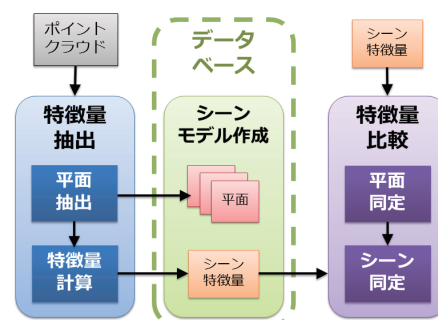 ポイント
クラウド
データ
ベース
シーン
特徴量
特徴量
抽出
シーン
モデル作成
特徴量
比較
平面
抽出
平面
平面
同定
特徴量
計算
シーン
特徴量
シーン
同定